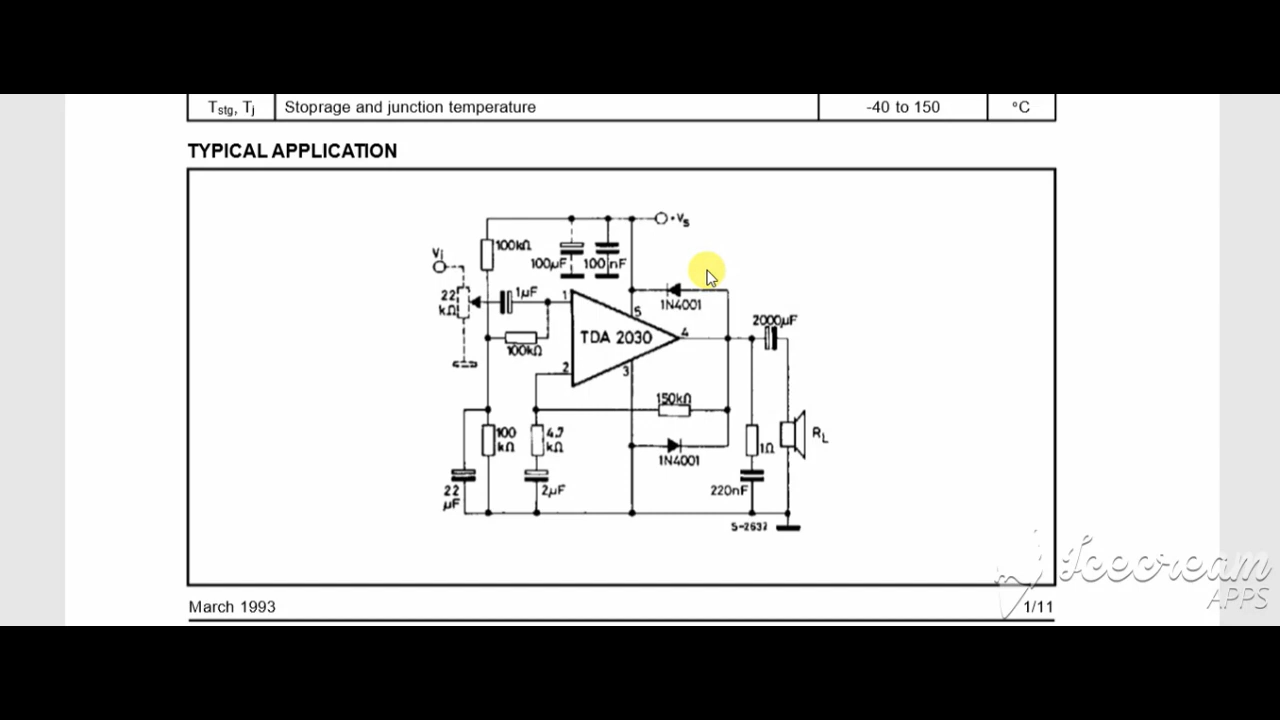 Tstg, Tj Stoprage and junction temperature -40 to 150 °C
TYPICAL APPLICATION
+Vs
100kΩ
Vi
100µF 100nF
1µF
22 kΩ
1
5
1N4001
2000µF
TDA 2030
4
100kΩ
2
3
150kΩ
100 kΩ
4.7 kΩ
1Ω
RL
1N4001
22 µF
2µF
220nF
S-2632
Icecream
APPS
March 1993 1/11